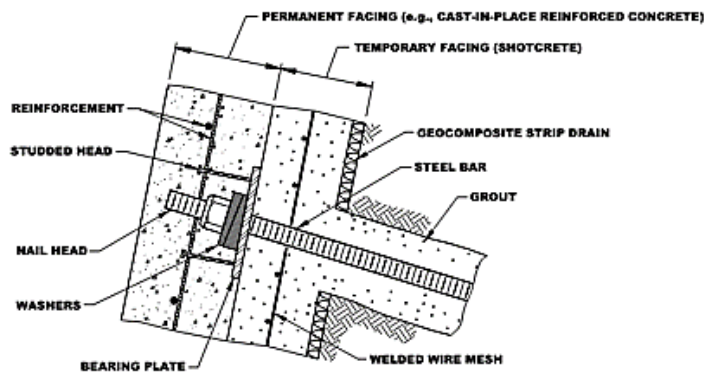 PERMANENT FACING (e.g., CAST-IN-PLACE REINFORCED CONCRETE)
TEMPORARY FACING (SHOTCRETE)
REINFORCEMENT
STUDDED HEAD
GEOCOMPOSITE STRIP DRAIN
STEEL BAR
GROUT
NAIL HEAD
WASHERS
BEARING PLATE
WELDED WIRE MESH